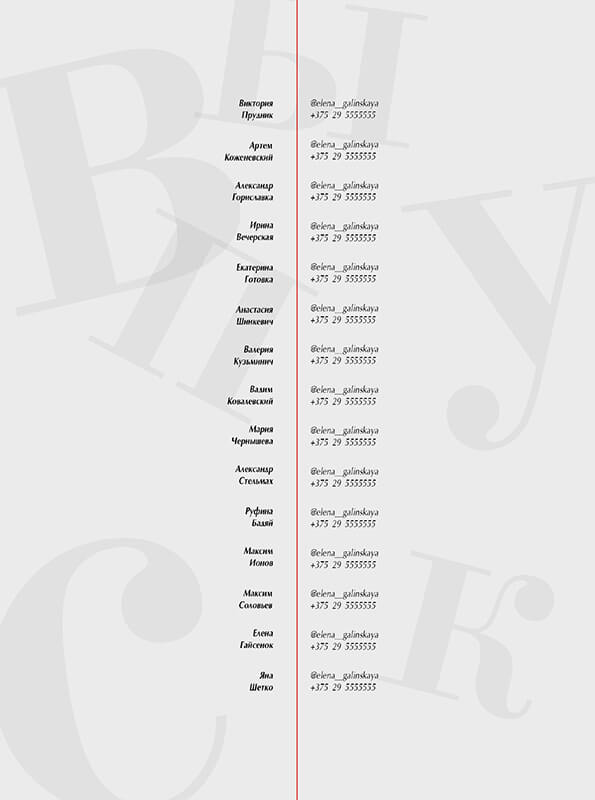 ВЫПУСК
Виктория @elena__galinskaya
Прудник +375 29 5555555
Артем @elena__galinskaya
Коженевский +375 29 5555555
Александр @elena__galinskaya
Гориславка +375 29 5555555
Ирина @elena__galinskaya
Вечерская +375 29 5555555
Екатерина @elena__galinskaya
Готовка +375 29 5555555
Анастасия @elena__galinskaya
Шинкевич +375 29 5555555
Валерия @elena__galinskaya
Кузьминич +375 29 5555555
Вадим @elena__galinskaya
Ковалевский +375 29 5555555
Мария @elena__galinskaya
Чернышева +375 29 5555555
Александр @elena__galinskaya
Стельмах +375 29 5555555
Руфина @elena__galinskaya
Бадяй +375 29 5555555
Максим @elena__galinskaya
Ионов +375 29 5555555
Максим @elena__galinskaya
Соловьев +375 29 5555555
Елена @elena__galinskaya
Гайсенок +375 29 5555555
Яна @elena__galinskaya
Шетко +375 29 5555555